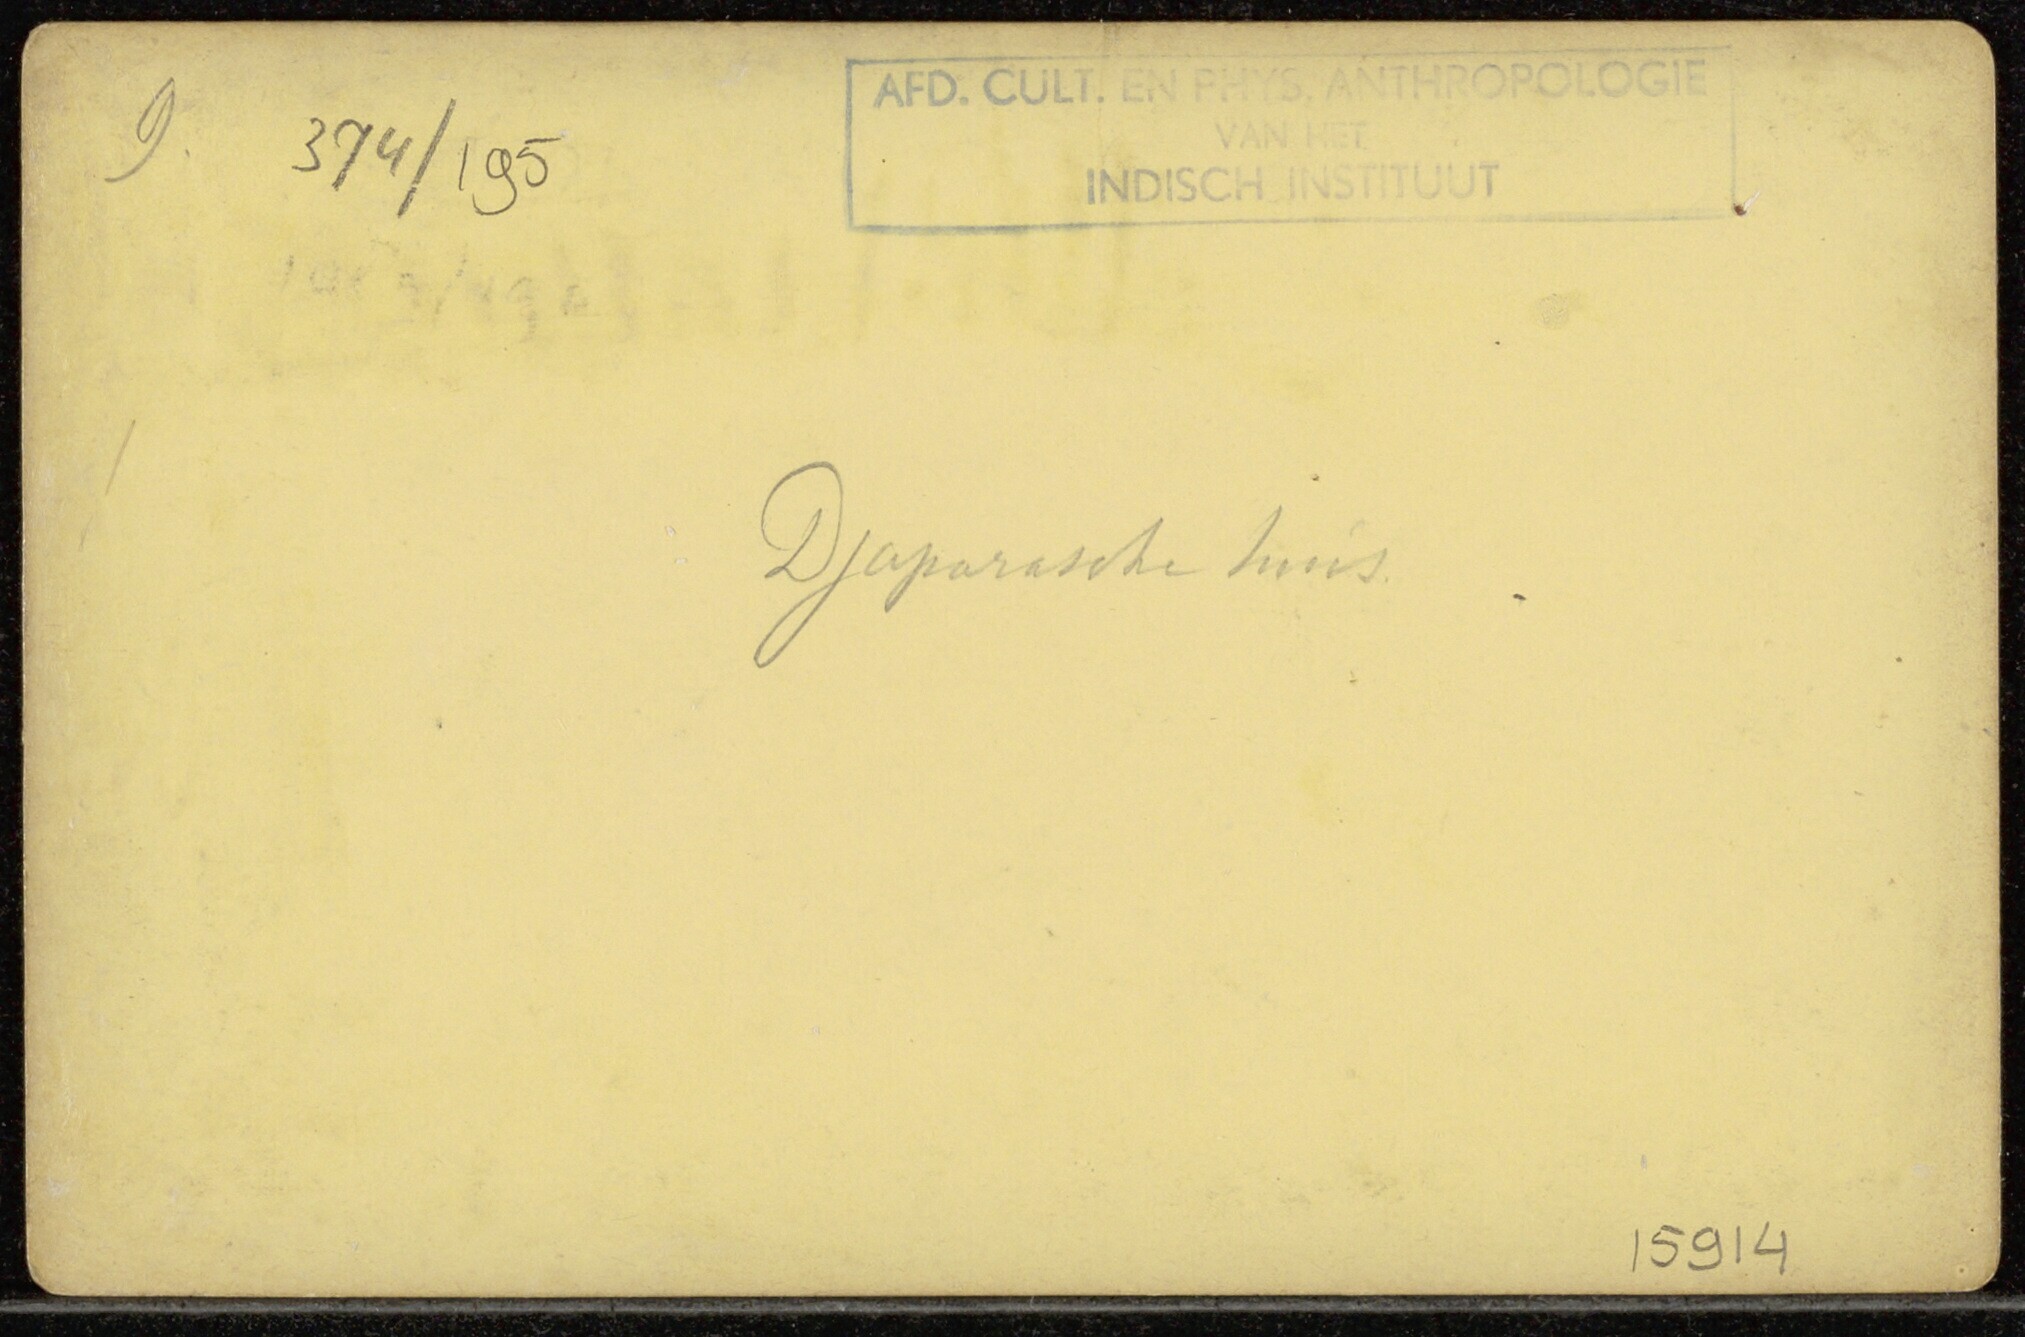 9.
374/195
AFD. CULT. EN PHYS. ANTHROPOLOGIE
VAN HET
INDISCH INSTITUUT
Djaparasche huis.
15914